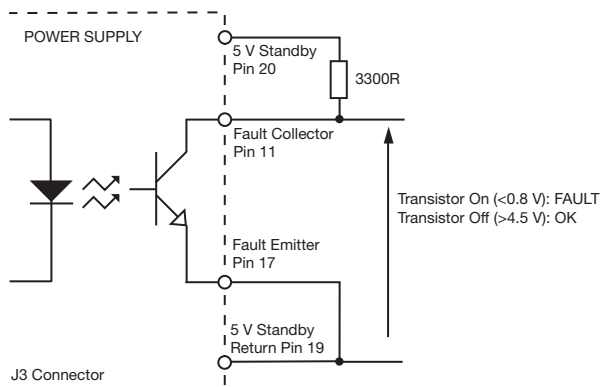 POWER SUPPLY
5 V Standby
Pin 20
3300R
Fault Collector
Pin 11
Transistor On (<0.8 V): FAULT
Transistor Off (>4.5 V): OK
Fault Emitter
Pin 17
5 V Standby
Return Pin 19
J3 Connector